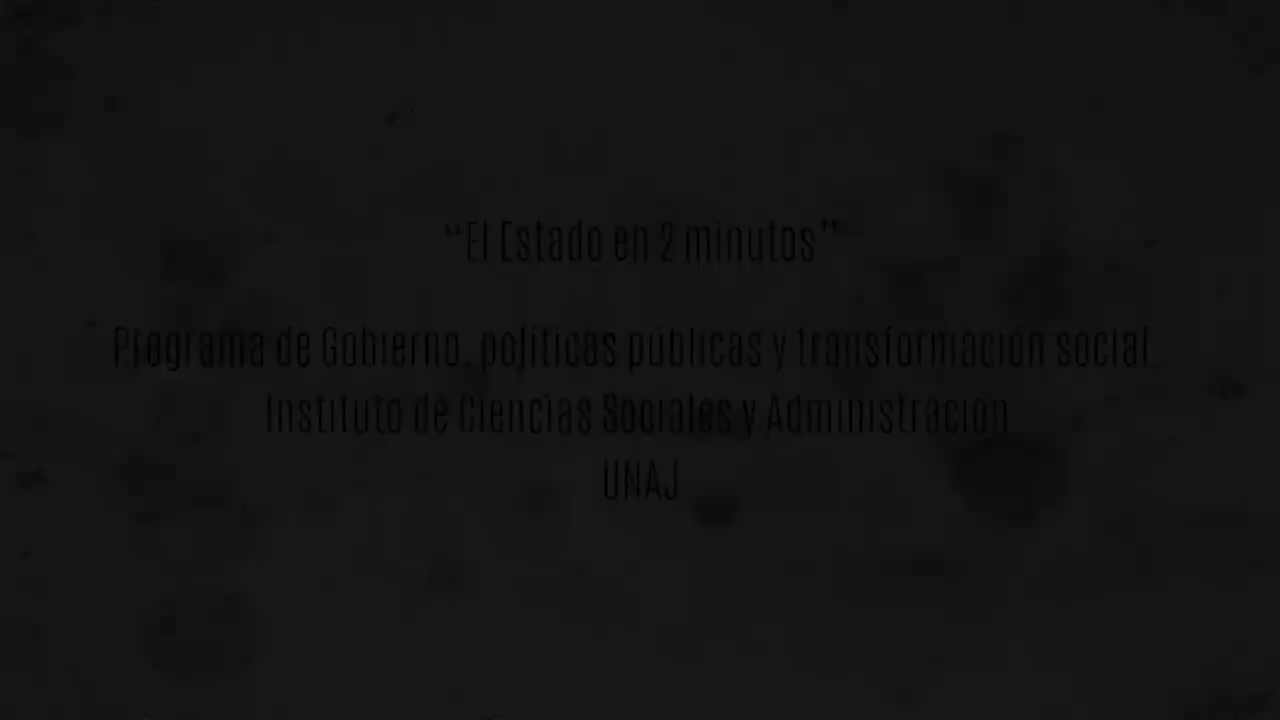 “El Estado en 2 minutos”
Programa de Gobierno, políticas públicas y transformación social
Instituto de Ciencias Sociales y Administración
UNAJ